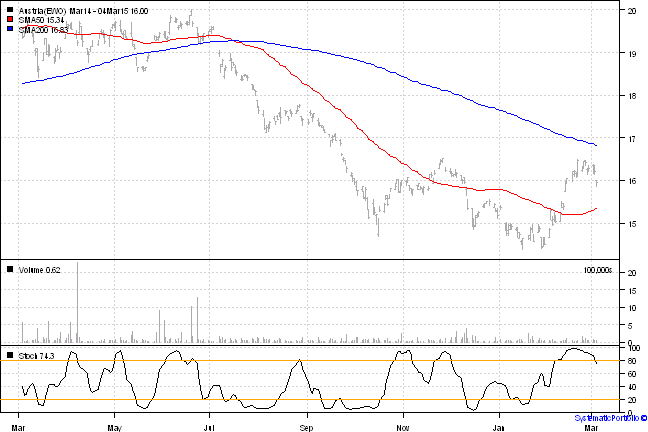 Austria(EWO) Mar14 - 04Mar15 16.00
SMA50 15.34
SMA200 16.83
20
19
18
17
16
15
Volume 0.62
100,000s
20
15
10
5
0
Stoch 74.3
100
80
60
40
20
0
Mar May Jul Sep Nov Jan Mar
SystematicPortfolio ©